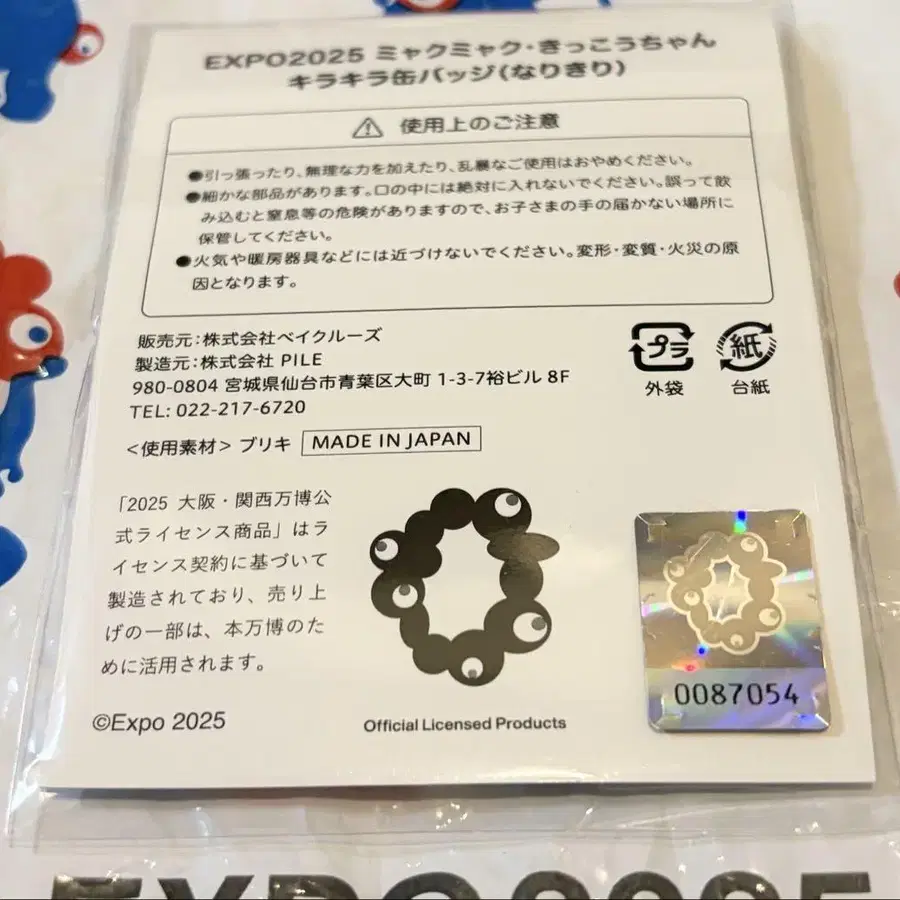 EXPO2025 ミャクミャク・きっこうちゃん
キラキラ缶バッジ(なりきり)
使用上のご注意
●引っ張ったり、無理な力を加えたり、乱暴なご使用はおやめください。
●細かな部品があります。口の中には絶対に入れないでください。誤って飲
み込むと窒息等の危険がありますので、お子さまの手の届かない場所に
保管してください。
●火気や暖房器具などには近づけないでください。変形・変質・火災の原
因となります。
販売元:株式会社ベイクルーズ
製造元:株式会社 PILE
980-0804 宮城県仙台市青葉区大町 1-3-7裕ビル 8F
TEL: 022-217-6720
プラ
外袋
紙
台紙
<使用素材> ブリキ MADE IN JAPAN
「2025 大阪・関西万博公
式ライセンス商品」はラ
イセンス契約に基づいて
製造されており、売り上
げの一部は、本万博のた
めに活用されます。
©Expo 2025
Official Licensed Products
0087054
EXPO2025